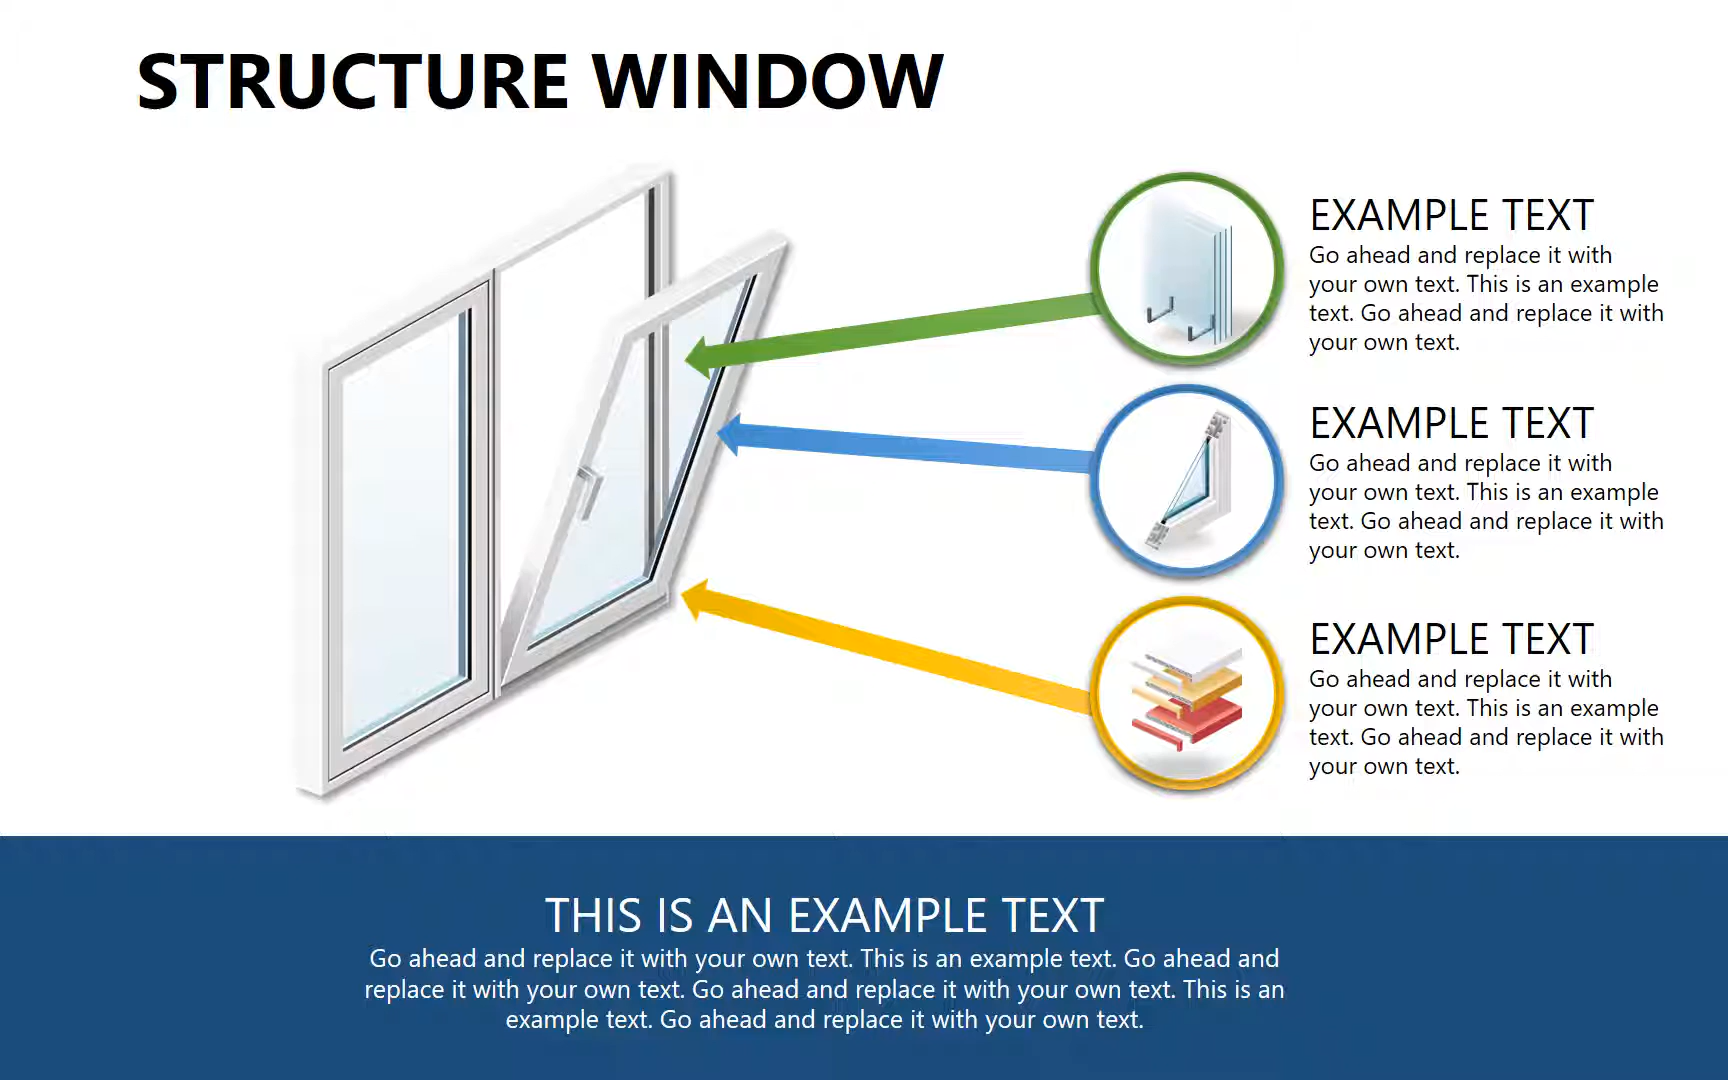 STRUCTURE WINDOW
EXAMPLE TEXT
Go ahead and replace it with
your own text. This is an example
text. Go ahead and replace it with
your own text.
EXAMPLE TEXT
Go ahead and replace it with
your own text. This is an example
text. Go ahead and replace it with
your own text.
EXAMPLE TEXT
Go ahead and replace it with
your own text. This is an example
text. Go ahead and replace it with
your own text.
THIS IS AN EXAMPLE TEXT
Go ahead and replace it with your own text. This is an example text. Go ahead and
replace it with your own text. Go ahead and replace it with your own text. This is an
example text. Go ahead and replace it with your own text.